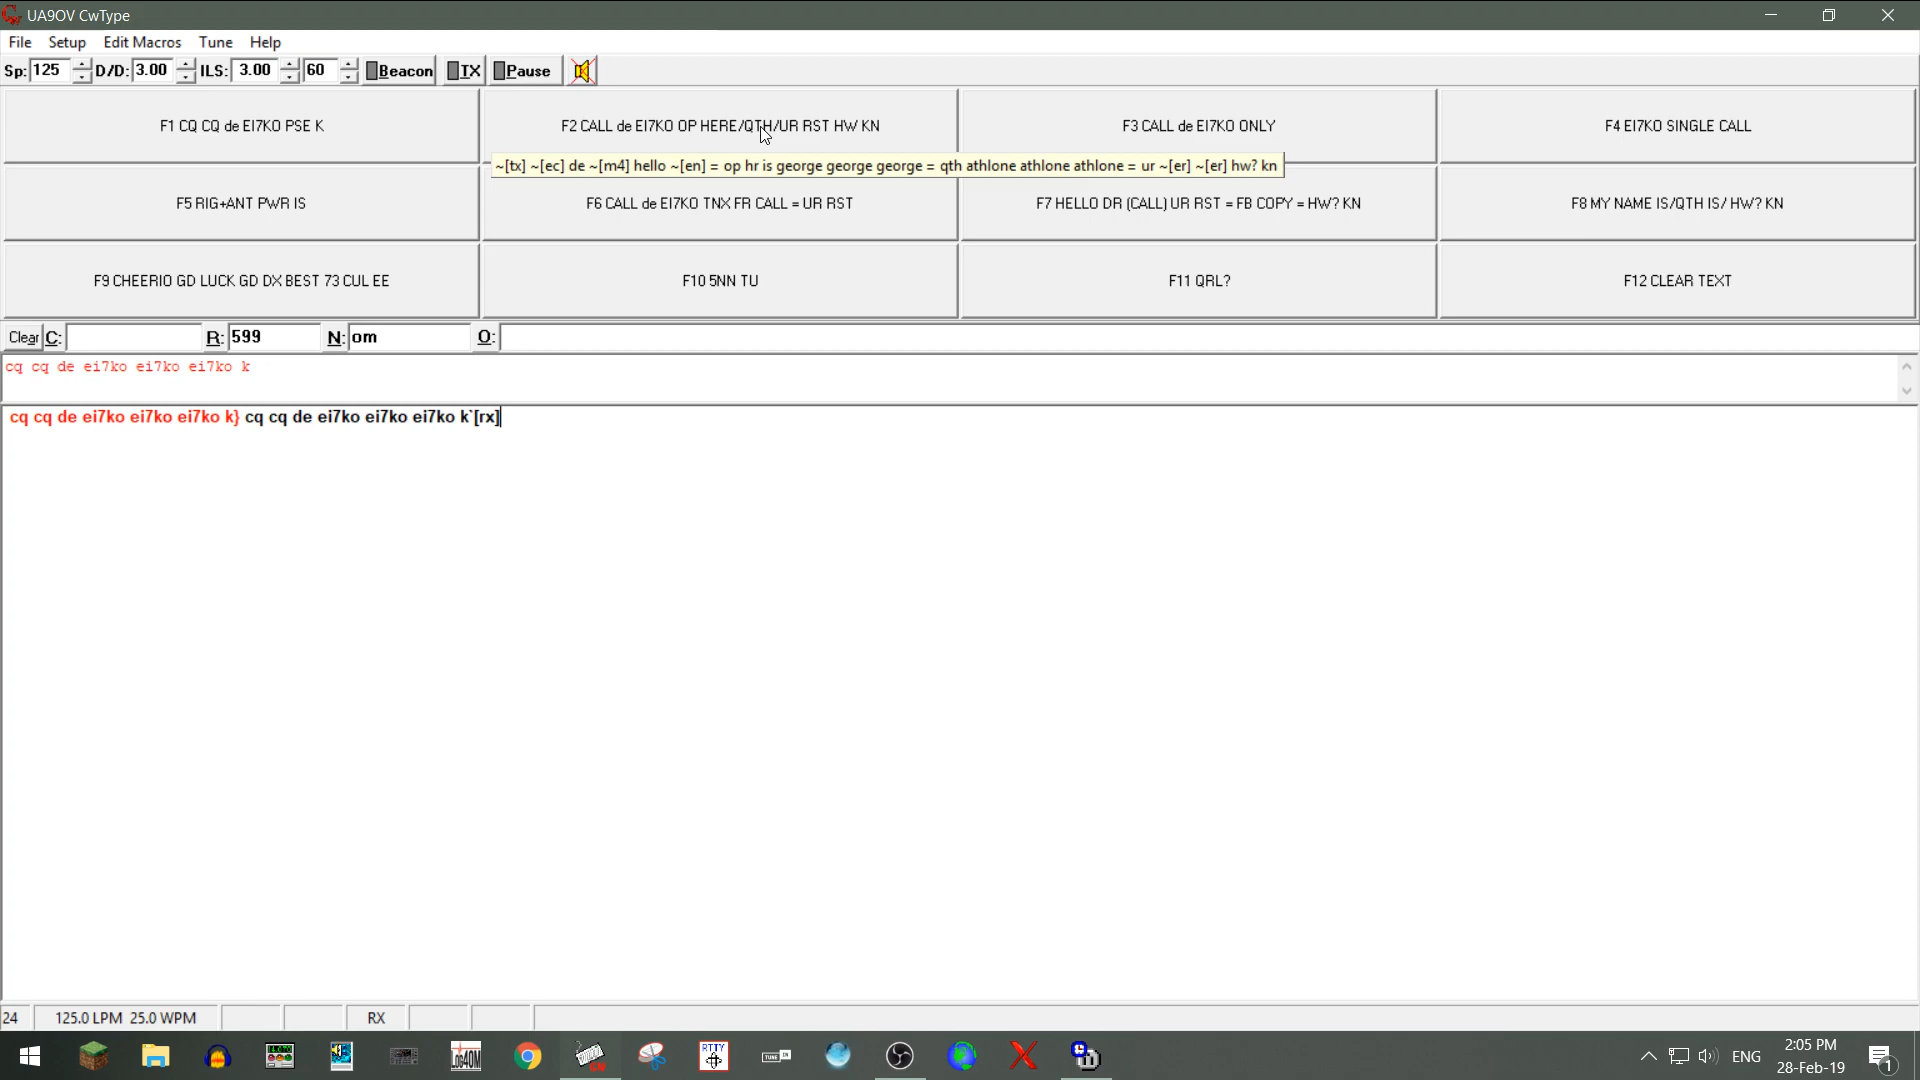 UA9OV CwType
File Setup Edit Macros Tune Help
Sp: 125 D/D: 3.00 ILS: 3.00 60 Beacon TX Pause
F1 CQ CQ de EI7KO PSE K
F2 CALL de EI7KO OP HERE/QTH/UR RST HW KN
F3 CALL de EI7KO ONLY
F4 EI7KO SINGLE CALL
~[tx] ~[ec] de ~[m4] hello ~[en] = op hr is george george george = qth athlone athlone athlone = ur ~[er] ~[er] hw? kn
F5 RIG+ANT PWR IS
F6 CALL de EI7KO TNX FR CALL = UR RST
F7 HELLO DR (CALL) UR RST = FB COPY = HW? KN
F8 MY NAME IS/QTH IS/ HW? KN
F9 CHEERIO GD LUCK GD DX BEST 73 CUL EE
F10 5NN TU
F11 QRL?
F12 CLEAR TEXT
Clear C: R: 599 N: om O:
cq cq de ei7ko ei7ko ei7ko k
cq cq de ei7ko ei7ko ei7ko k} cq cq de ei7ko ei7ko ei7ko k`[rx]
24 125.0 LPM 25.0 WPM RX
Log4OM
RTTY
TUNE
ENG
2:05 PM
28-Feb-19
1